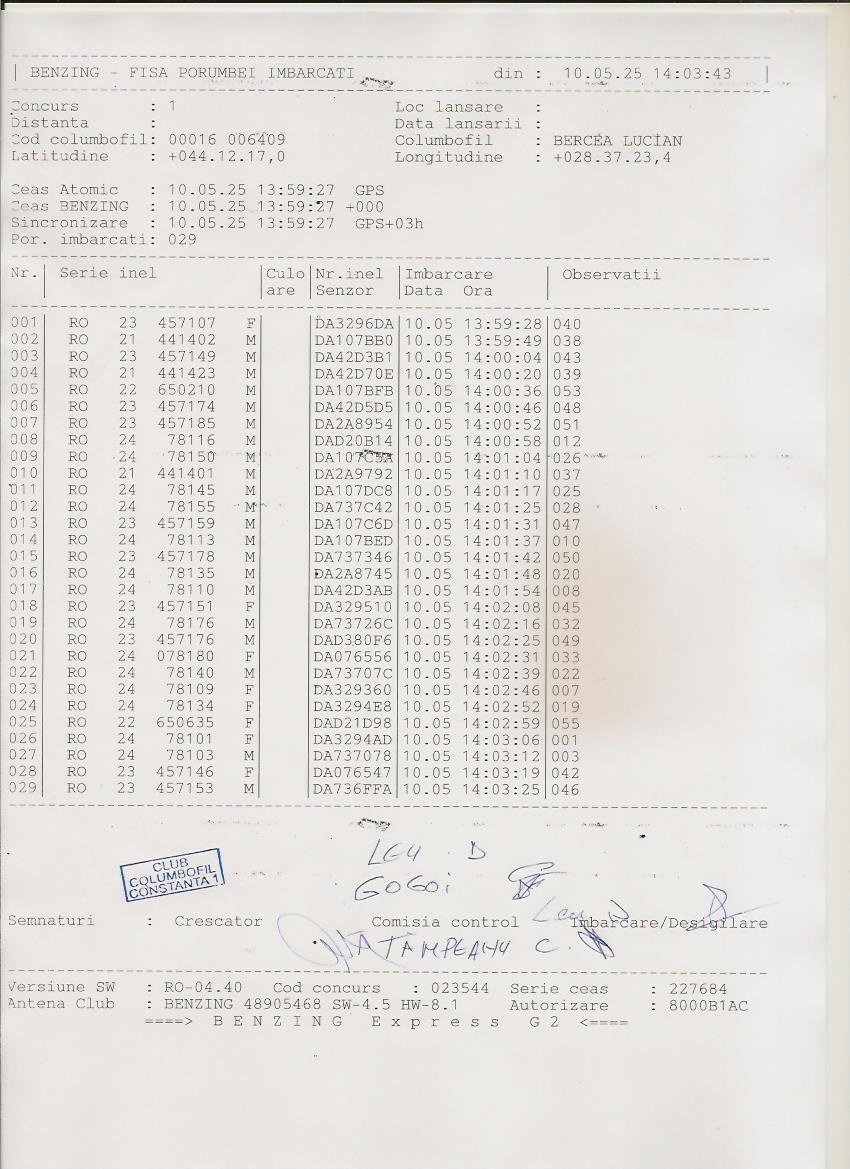 BENZING - FISA PORUMBEI IMBARCATI din : 10.05.25 14:03:43
Concurs : 1 Loc lansare :
Distanta : Data lansarii :
Cod columbofil: 00016 006409 Columbofil : BERCEA LUCIAN
Latitudine : +044.12.17,0 Longitudine : +028.37.23,4
Ceas Atomic : 10.05.25 13:59:27 GPS
Ceas BENZING : 10.05.25 13:59:27 +000
Sincronizare : 10.05.25 13:59:27 GPS+03h
Por. imbarcati: 029
Nr. Serie inel Culo Nr.inel Imbarcare Observatii
are Senzor Data Ora
001 RO 23 457107 F DA3296DA 10.05 13:59:28 040
002 RO 21 441402 M DA107BB0 10.05 13:59:49 038
003 RO 23 457149 M DA42D3B1 10.05 14:00:04 043
004 RO 21 441423 M DA42D70E 10.05 14:00:20 039
005 RO 22 650210 M DA107BFB 10.05 14:00:36 053
006 RO 23 457174 M DA42D5D5 10.05 14:00:46 048
007 RO 23 457185 M DA2A8954 10.05 14:00:52 051
008 RO 24 78116 M DAD20B14 10.05 14:00:58 012
009 RO 24 78150 M 10.05 14:01:04 026
010 RO 21 441401 M DA2A9792 10.05 14:01:10 037
011 RO 24 78145 M DA107DC8 10.05 14:01:17 025
012 RO 24 78155 M DA737C42 10.05 14:01:25 028
013 RO 23 457159 M DA107C6D 10.05 14:01:31 047
014 RO 24 78113 M DA107BED 10.05 14:01:37 010
015 RO 23 457178 M DA737346 10.05 14:01:42 050
016 RO 24 78135 M DA2A8745 10.05 14:01:48 020
017 RO 24 78110 M DA42D3AB 10.05 14:01:54 008
018 RO 23 457151 F DA329510 10.05 14:02:08 045
019 RO 24 78176 M DA73726C 10.05 14:02:16 032
020 RO 23 457176 M DAD380F6 10.05 14:02:25 049
021 RO 24 078180 F DA076556 10.05 14:02:31 033
022 RO 24 78140 M DA73707C 10.05 14:02:39 022
023 RO 24 78109 F DA329360 10.05 14:02:46 007
024 RO 24 78134 F DA3294E8 10.05 14:02:52 019
025 RO 22 650635 F DAD21D98 10.05 14:02:59 055
026 RO 24 78101 F DA3294AD 10.05 14:03:06 001
027 RO 24 78103 M DA737078 10.05 14:03:12 003
028 RO 23 457146 F DA076547 10.05 14:03:19 042
029 RO 23 457153 M DA736FFA 10.05 14:03:25 046
CLUB
COLUMBOFIL
CONSTANTA 1
LEU D
GOGOI
Semnaturi : Crescator Comisia control Imbarcare/Desigilare
Versiune SW : RO-04.40 Cod concurs : 023544 Serie ceas : 227684
Antena Club : BENZING 48905468 SW-4.5 HW-8.1 Autorizare : 8000B1AC
====> B E N Z I N G E x p r e s s G 2 <====